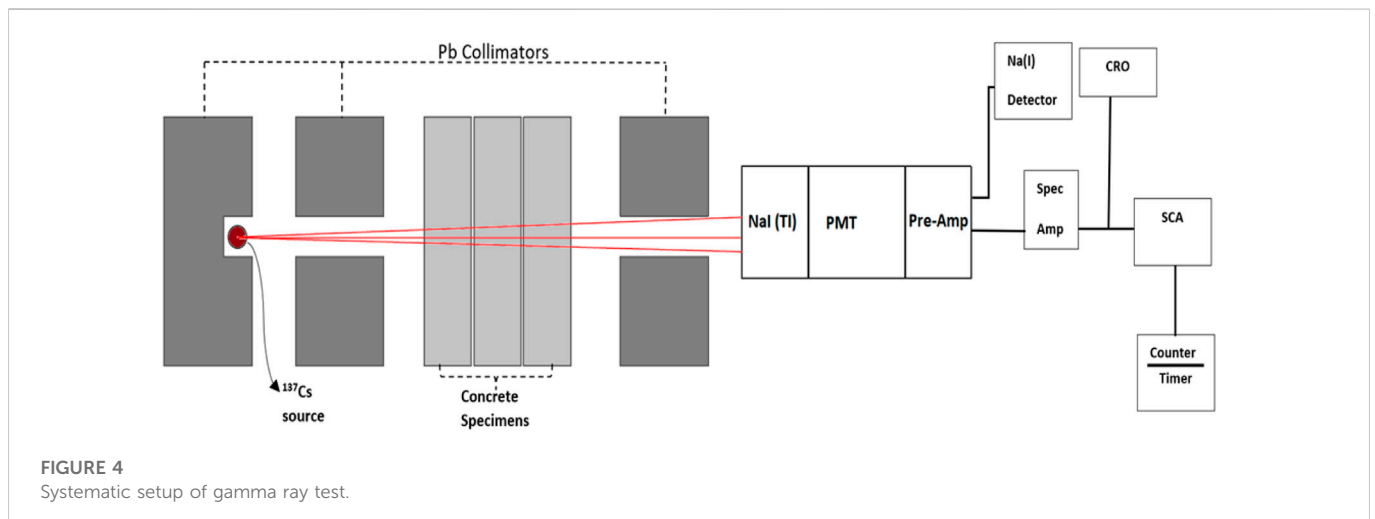 Pb Collimators
Na(I)
Detector
CRO
NaI (TI)
PMT
Pre-Amp
Spec
Amp
SCA
Counter
Timer
¹³⁷Cs
source
Concrete
Specimens
FIGURE 4
Systematic setup of gamma ray test.